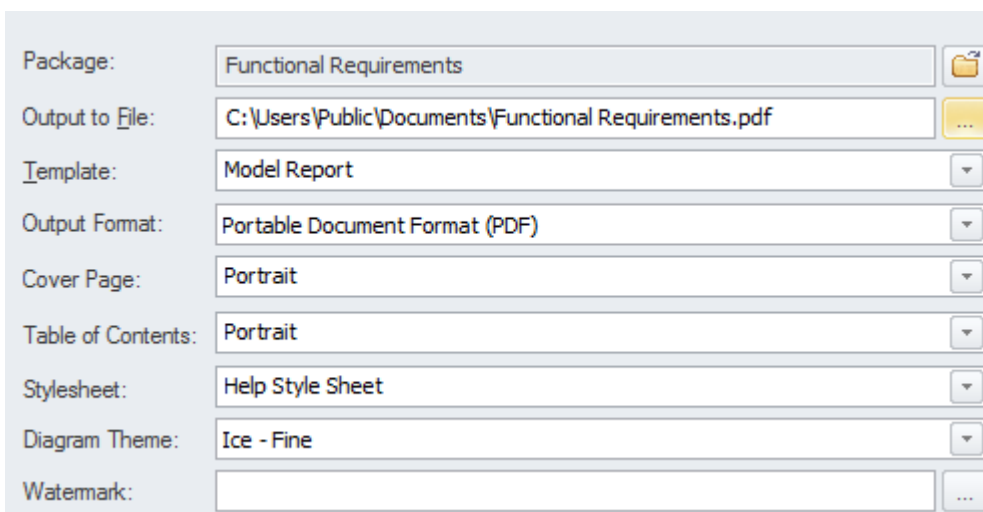 Package: Functional Requirements
Output to File: C:\Users\Public\Documents\Functional Requirements.pdf ...
Template: Model Report
Output Format: Portable Document Format (PDF)
Cover Page: Portrait
Table of Contents: Portrait
Stylesheet: Help Style Sheet
Diagram Theme: Ice - Fine
Watermark: ...